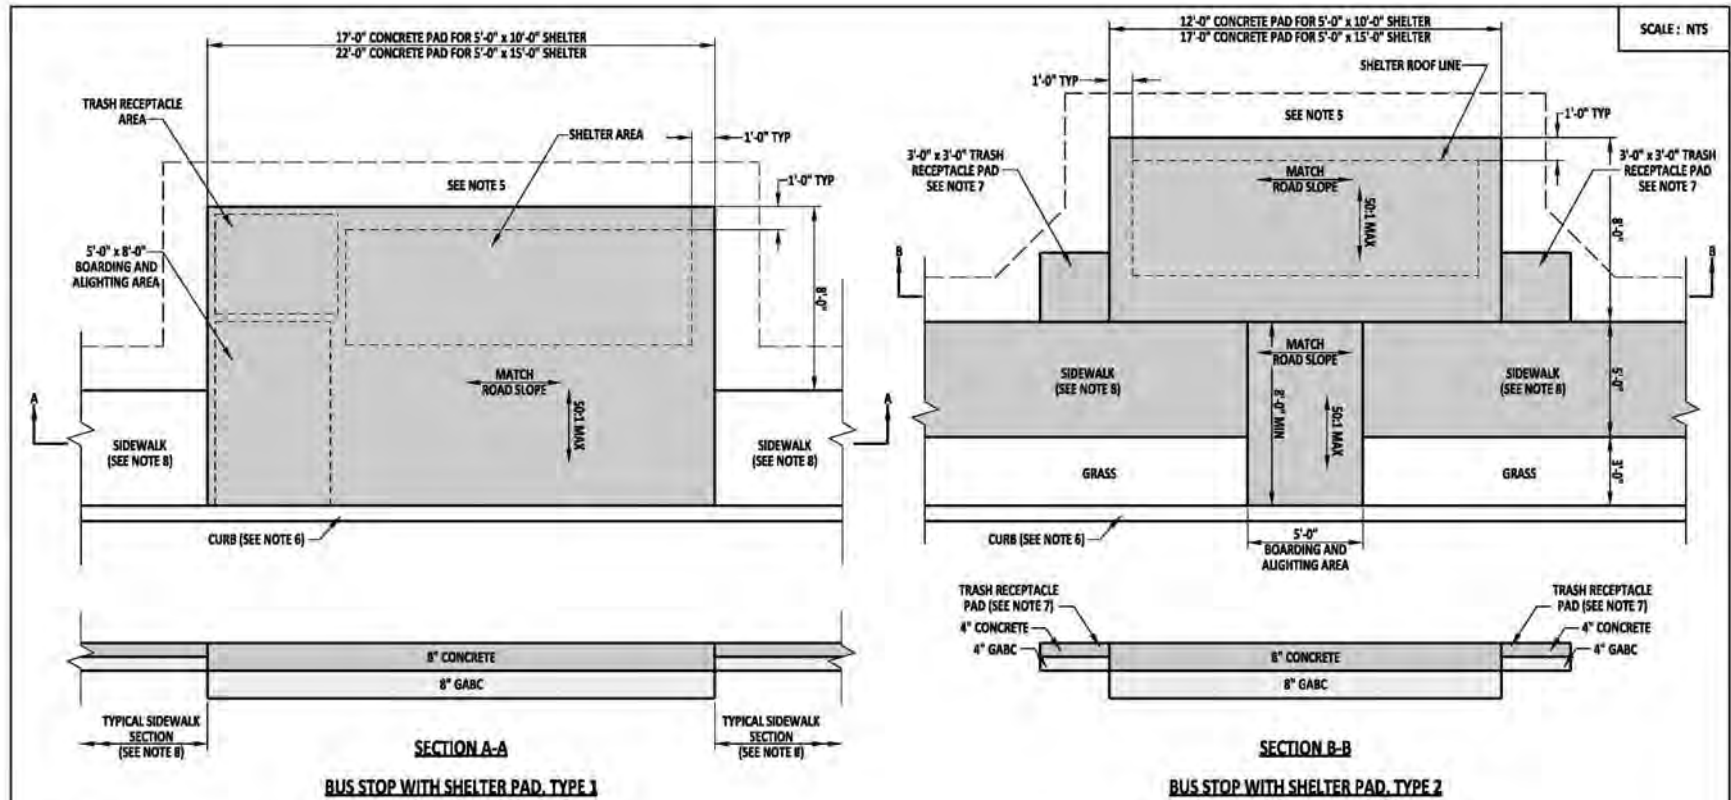 17'-0" CONCRETE PAD FOR 5'-0" x 10'-0" SHELTER
22'-0" CONCRETE PAD FOR 5'-0" x 15'-0" SHELTER
TRASH RECEPTACLE
AREA
SHELTER AREA
1'-0" TYP
SEE NOTE 5
1'-0" TYP
5'-0" x 8'-0"
BOARDING AND
ALIGHTING AREA
8'-0"
MATCH
ROAD SLOPE
50:1 MAX
A
A
SIDEWALK
(SEE NOTE 8)
SIDEWALK
(SEE NOTE 8)
CURB (SEE NOTE 6)
8" CONCRETE
8" GABC
TYPICAL SIDEWALK
SECTION
(SEE NOTE 8)
TYPICAL SIDEWALK
SECTION
(SEE NOTE 8)
SECTION A-A
BUS STOP WITH SHELTER PAD, TYPE 1
12'-0" CONCRETE PAD FOR 5'-0" x 10'-0" SHELTER
17'-0" CONCRETE PAD FOR 5'-0" x 15'-0" SHELTER
SCALE : NTS
SHELTER ROOF LINE
1'-0" TYP
SEE NOTE 5
1'-0" TYP
3'-0" x 3'-0" TRASH
RECEPTACLE PAD
SEE NOTE 7
MATCH
ROAD SLOPE
50:1 MAX
3'-0" x 3'-0" TRASH
RECEPTACLE PAD
SEE NOTE 7
8'-0"
B
B
MATCH
ROAD SLOPE
SIDEWALK
(SEE NOTE 8)
8'-0" MIN
50:1 MAX
SIDEWALK
(SEE NOTE 8)
5'-0"
GRASS
GRASS
3'-0"
CURB (SEE NOTE 6)
5'-0"
BOARDING AND
ALIGHTING AREA
TRASH RECEPTACLE
PAD (SEE NOTE 7)
4" CONCRETE
4" GABC
8" CONCRETE
8" GABC
TRASH RECEPTACLE
PAD (SEE NOTE 7)
4" CONCRETE
4" GABC
SECTION B-B
BUS STOP WITH SHELTER PAD, TYPE 2